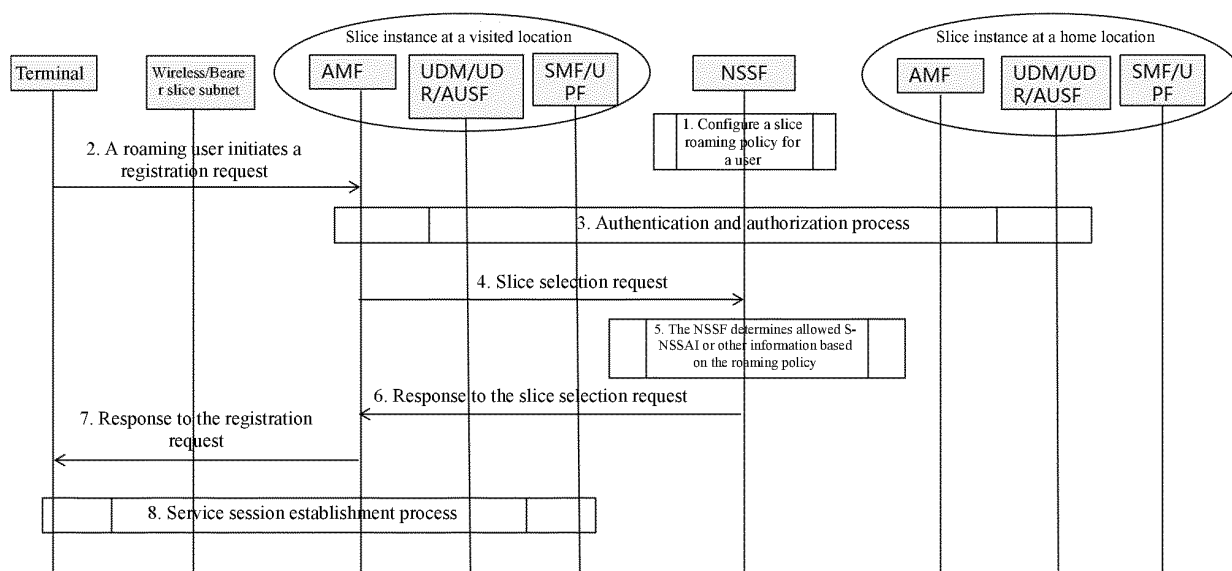 Slice instance at a visited location
Slice instance at a home location
Terminal
Wireless/Beare
r slice subnet
AMF
UDM/UD
R/AUSF
SMF/U
PF
NSSF
AMF
UDM/UD
R/AUSF
SMF/U
PF
1. Configure a slice
roaming policy for
a user
2. A roaming user initiates a
registration request
3. Authentication and authorization process
4. Slice selection request
5. The NSSF determines allowed S-
NSSAI or other information based
on the roaming policy
6. Response to the slice selection request
7. Response to the registration
request
8. Service session establishment process